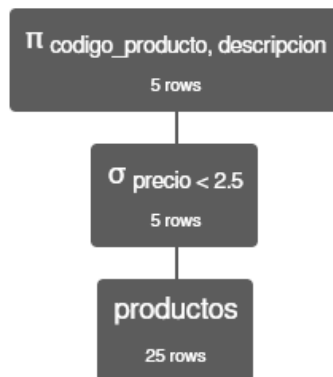 π codigo_producto, descripcion
5 rows
σ precio < 2.5
5 rows
productos
25 rows